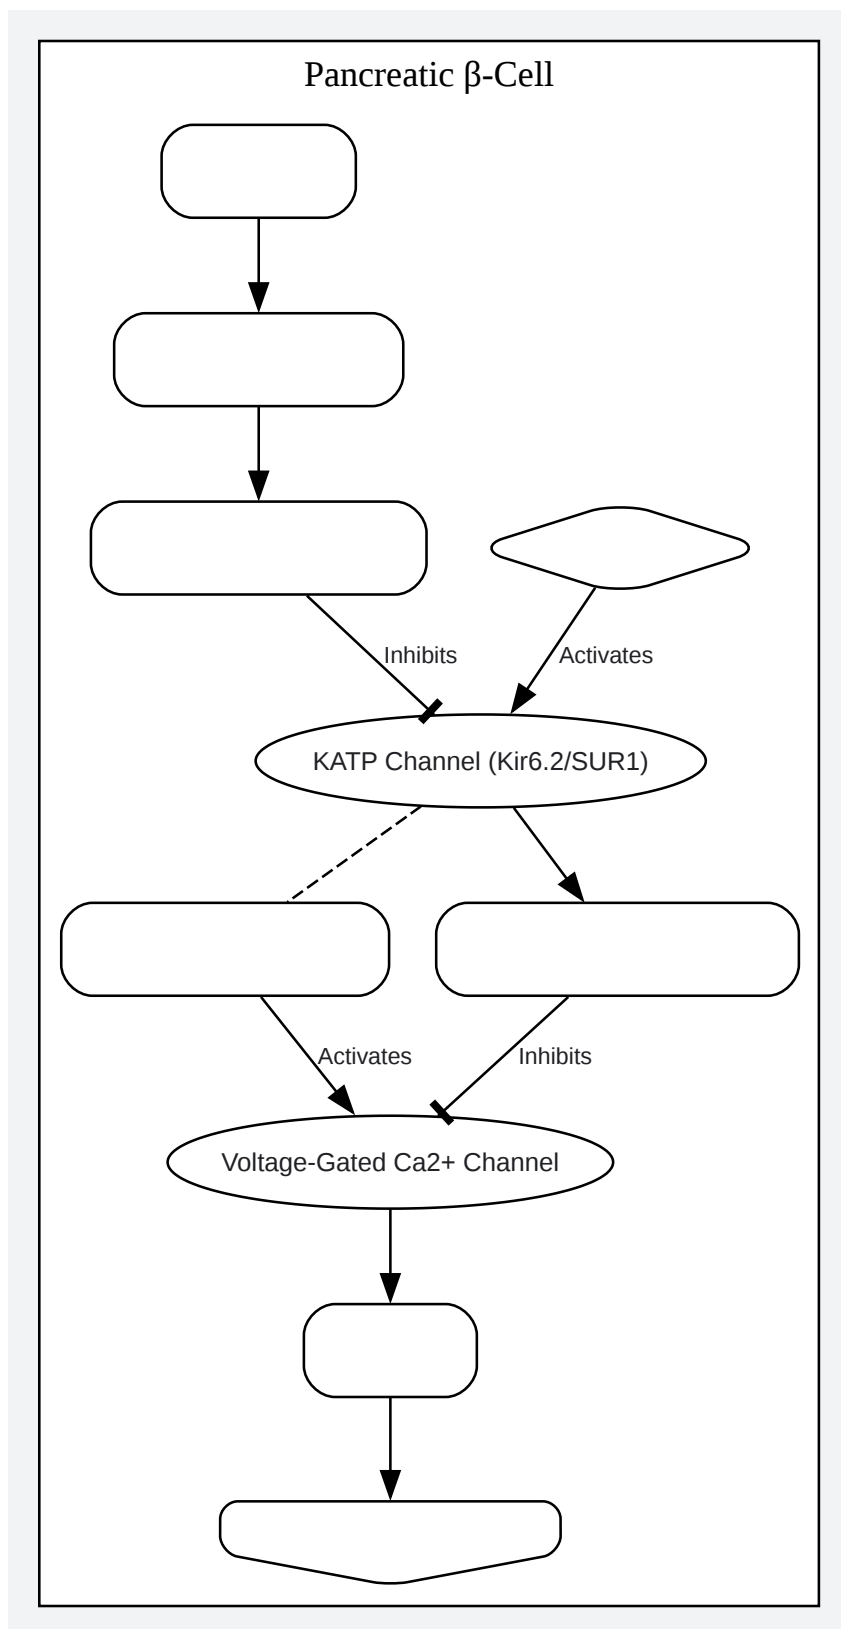 Pancreatic β-Cell
Inhibits
Activates
KATP Channel (Kir6.2/SUR1)
Activates
Inhibits
Voltage-Gated Ca2+ Channel